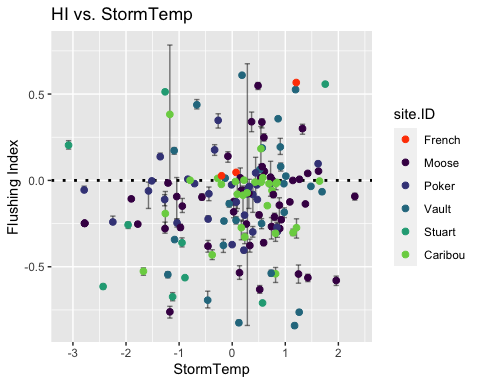 HI vs. StormTemp
Flushing Index
0.5
0.0
-0.5
-3 -2 -1 0 1 2
StormTemp
site.ID
French
Moose
Poker
Vault
Stuart
Caribou